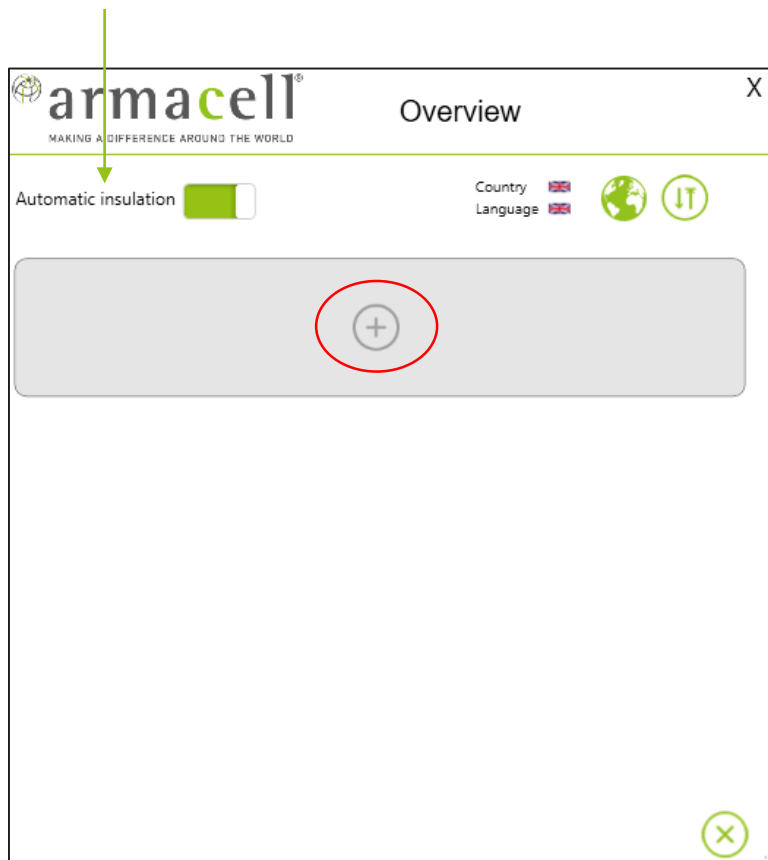 armacell®
MAKING A DIFFERENCE AROUND THE WORLD
Overview
X
Automatic insulation
Country
Language